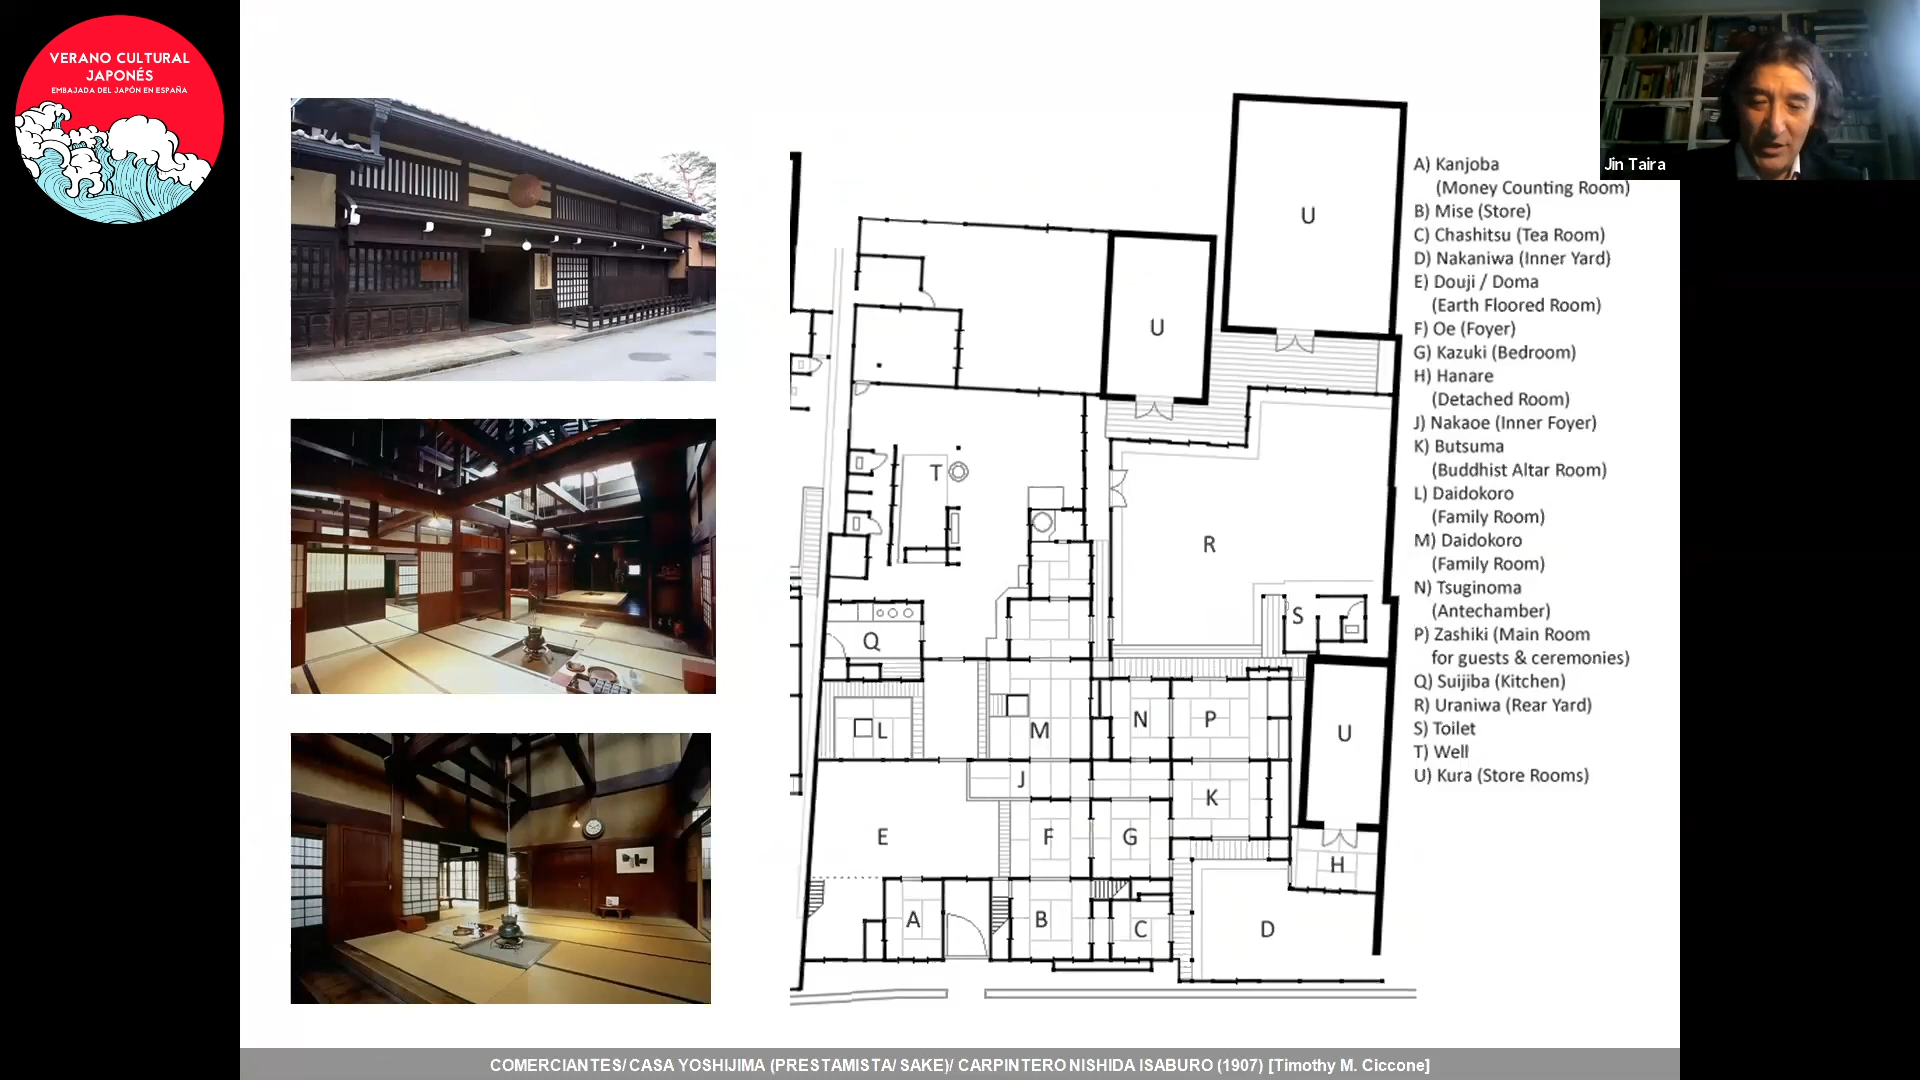 VERANO CULTURAL
JAPONÉS
EMBAJADA DEL JAPÓN EN ESPAÑA
Jin Taira
A) Kanjoba
(Money Counting Room)
B) Mise (Store)
C) Chashitsu (Tea Room)
D) Nakaniwa (Inner Yard)
E) Douji / Doma
(Earth Floored Room)
F) Oe (Foyer)
G) Kazuki (Bedroom)
H) Hanare
(Detached Room)
J) Nakaoe (Inner Foyer)
K) Butsuma
(Buddhist Altar Room)
L) Daidokoro
(Family Room)
M) Daidokoro
(Family Room)
N) Tsuginoma
(Antechamber)
P) Zashiki (Main Room
for guests & ceremonies)
Q) Suijiba (Kitchen)
R) Uraniwa (Rear Yard)
S) Toilet
T) Well
U) Kura (Store Rooms)
U
U
T
R
S
Q
L
M
N
P
U
J
K
E
F
G
H
A
B
C
D
COMERCIANTES/ CASA YOSHIJIMA (PRESTAMISTA/ SAKE)/ CARPINTERO NISHIDA ISABURO (1907) [Timothy M. Ciccone]